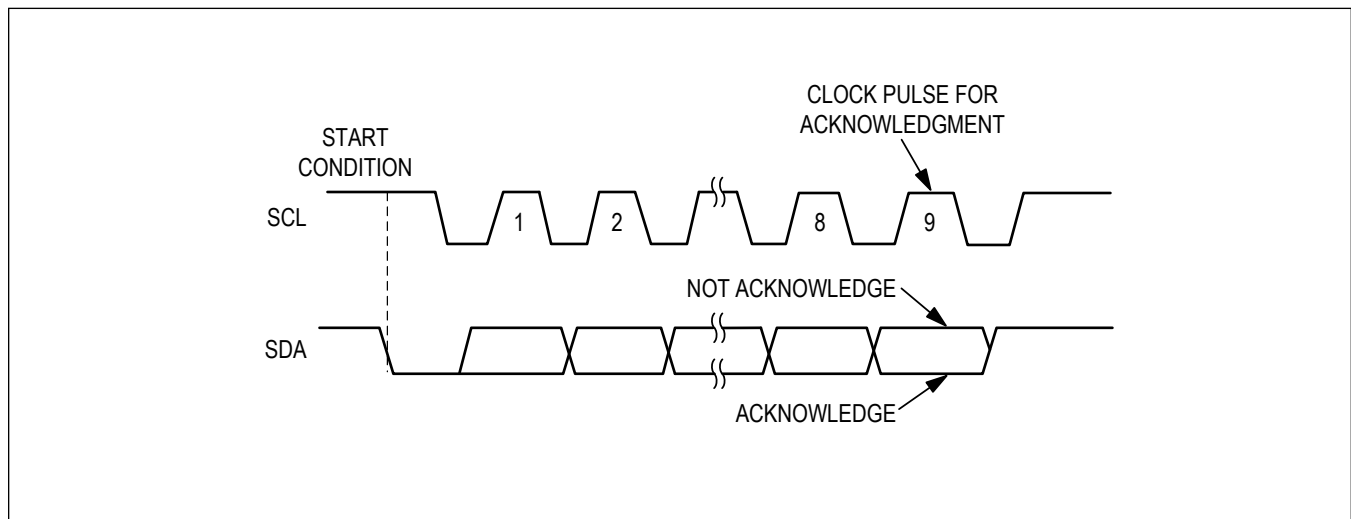 CLOCK PULSE FOR
ACKNOWLEDGMENT
START
CONDITION
SCL
1
2
8
9
NOT ACKNOWLEDGE
SDA
ACKNOWLEDGE